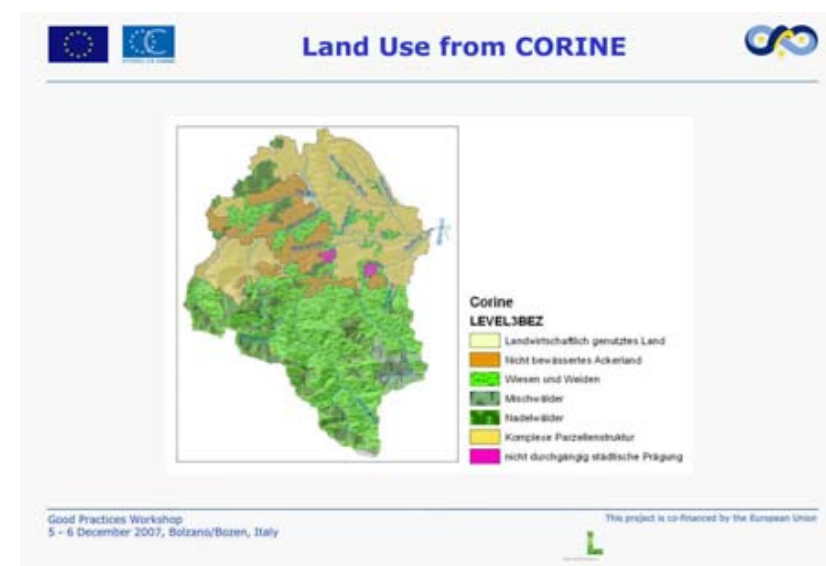 Land Use from CORINE
Corine
LEVEL3BEZ
Landwirtschaftlich genutztes Land
Nicht bewässertes Ackerland
Wiesen und Weiden
Mischwälder
Nadelwälder
Komplexe Parzellenstruktur
nicht durchgängig städtische Prägung
Good Practices Workshop
5 - 6 December 2007, Bolzano/Bozen, Italy
This project is co-financed by the European Union